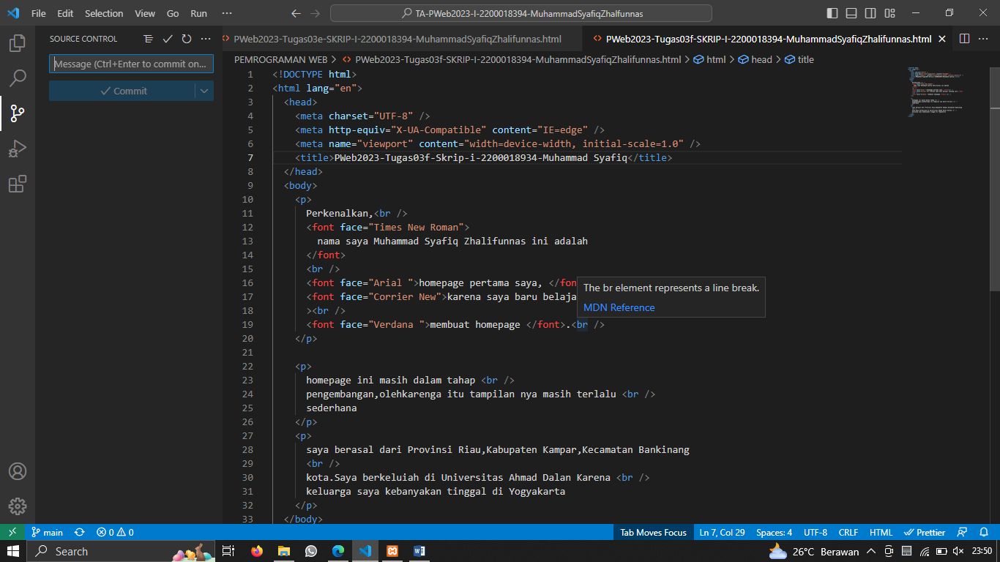 File Edit Selection View Go Run ··· TA-PWeb2023-I-2200018394-MuhammadSyafiqZhalfunnas
SOURCE CONTROL
Message (Ctrl+Enter to commit on...
Commit
PWeb2023-Tugas03e-SKRIP-I-2200018394-MuhammadSyafiqZhalifunnas.html
PWeb2023-Tugas03f-SKRIP-I-2200018394-MuhammadSyafiqZhalifunnas.html
PEMROGRAMAN WEB > PWeb2023-Tugas03f-SKRIP-I-2200018394-MuhammadSyafiqZhalifunnas.html > html > head > title
1 <!DOCTYPE html>
2 <html lang="en">
3 <head>
4 <meta charset="UTF-8" />
5 <meta http-equiv="X-UA-Compatible" content="IE=edge" />
6 <meta name="viewport" content="width=device-width, initial-scale=1.0" />
7 <title>PWeb2023-Tugas03f-Skrip-i-2200018934-Muhammad Syafiq</title>
8 </head>
9 <body>
10 <p>
11 Perkenalkan,<br />
12 <font face="Times New Roman">
13 nama saya Muhammad Syafiq Zhalifunnas ini adalah
14 </font>
15 <br />
16 <font face="Arial ">homepage pertama saya, </fon
17 <font face="Corrier New">karena saya baru belaja
18 ><br />
19 <font face="Verdana ">membuat homepage </font>.<br />
20 </p>
21
22 <p>
23 homepage ini masih dalam tahap <br />
24 pengembangan,olehkarenga itu tampilan nya masih terlalu <br />
25 sederhana
26 </p>
27 <p>
28 saya berasal dari Provinsi Riau,Kabupaten Kampar,Kecamatan Bankinang
29 <br />
30 kota.Saya berkeluiah di Universitas Ahmad Dalan Karena <br />
31 keluarga saya kebanyakan tinggal di Yogyakarta
32 </p>
33 </body>
The br element represents a line break.
MDN Reference
main 0 0 Tab Moves Focus Ln 7, Col 29 Spaces: 4 UTF-8 CRLF HTML Prettier
Search 26°C Berawan 23:50